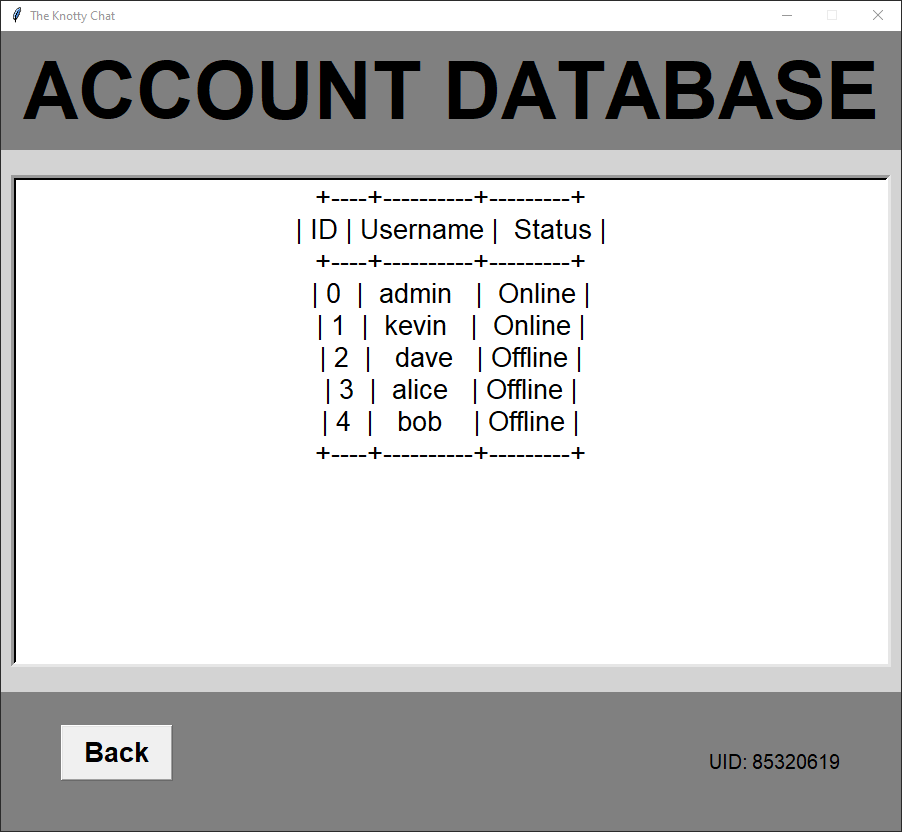 The Knotty Chat
ACCOUNT DATABASE
+----+----------+---------+
| ID | Username |  Status |
+----+----------+---------+
| 0  |  admin   |  Online |
| 1  |  kevin   |  Online |
| 2  |   dave   | Offline |
| 3  |  alice   | Offline |
| 4  |   bob    | Offline |
+----+----------+---------+
Back
UID: 85320619